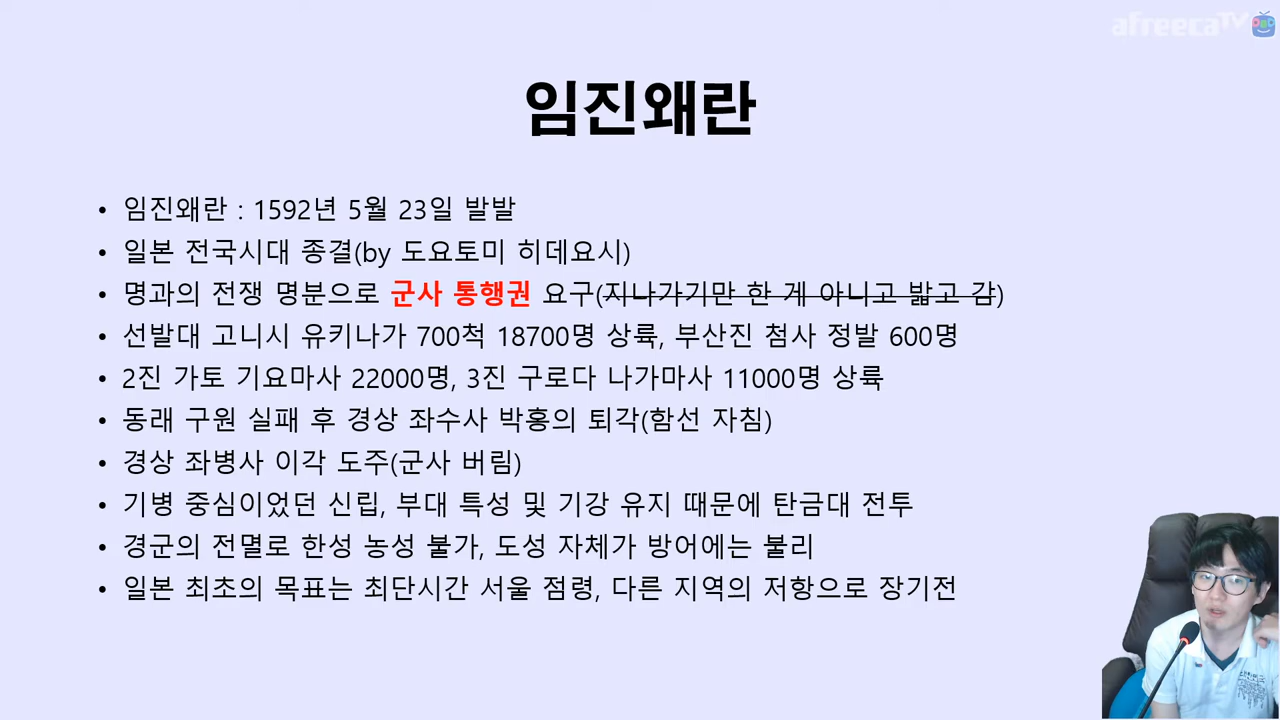 afreecaTV
임진왜란
• 임진왜란 : 1592년 5월 23일 발발
• 일본 전국시대 종결(by 도요토미 히데요시)
• 명과의 전쟁 명분으로 군사 통행권 요구(지나가기만 한 게 아니고 밟고 감)
• 선발대 고니시 유키나가 700척 18700명 상륙, 부산진 첨사 정발 600명
• 2진 가토 기요마사 22000명, 3진 구로다 나가마사 11000명 상륙
• 동래 구원 실패 후 경상 좌수사 박홍의 퇴각(함선 자침)
• 경상 좌병사 이각 도주(군사 버림)
• 기병 중심이었던 신립, 부대 특성 및 기강 유지 때문에 탄금대 전투
• 경군의 전멸로 한성 농성 불가, 도성 자체가 방어에는 불리
• 일본 최초의 목표는 최단시간 서울 점령, 다른 지역의 저항으로 장기전